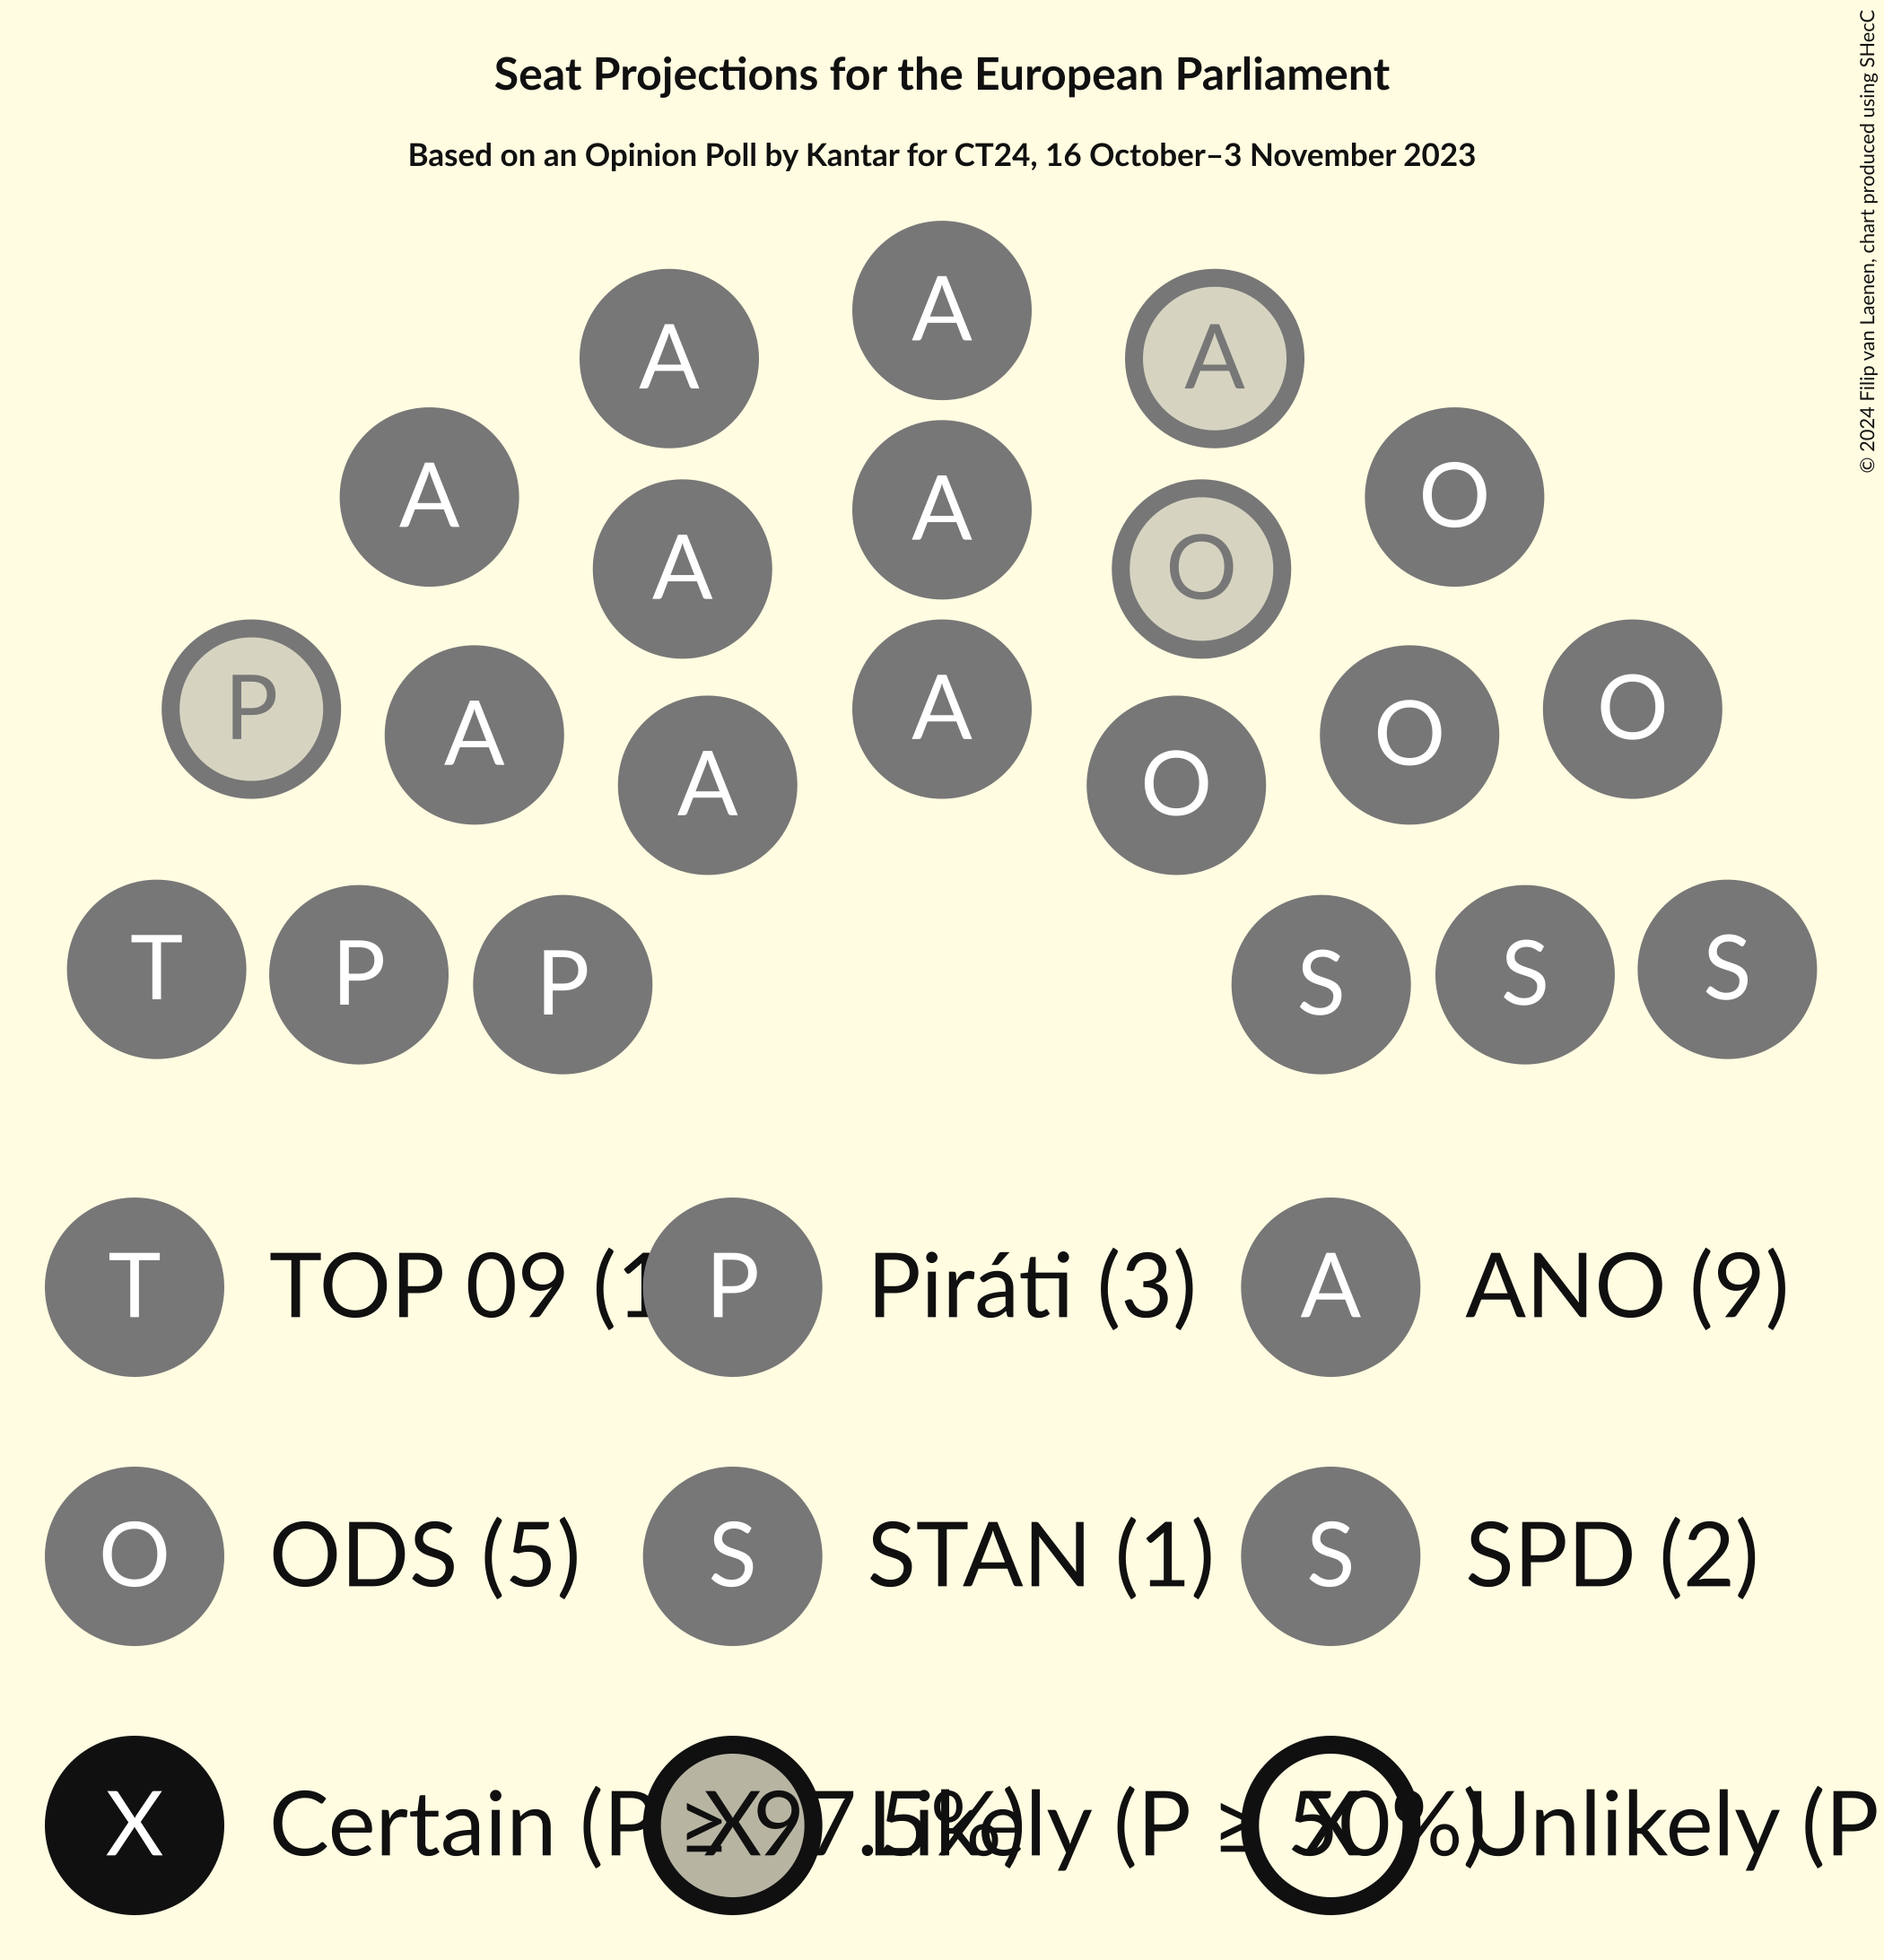 Seat Projections for the European Parliament
Based on an Opinion Poll by Kantar for CT24, 16 October–3 November 2023
© 2024 Filip van Laenen, chart produced using SHecC
A
A
A
A
O
A
A
O
P
A
A
A
O
O
O
T
P
P
S
S
S
T TOP 09 (1 P Piráti (3) A ANO (9)
O ODS (5) S STAN (1) S SPD (2)
X Certain (P ≥ 97.5%) X Likely (P ≥ 50%) X Unlikely (P